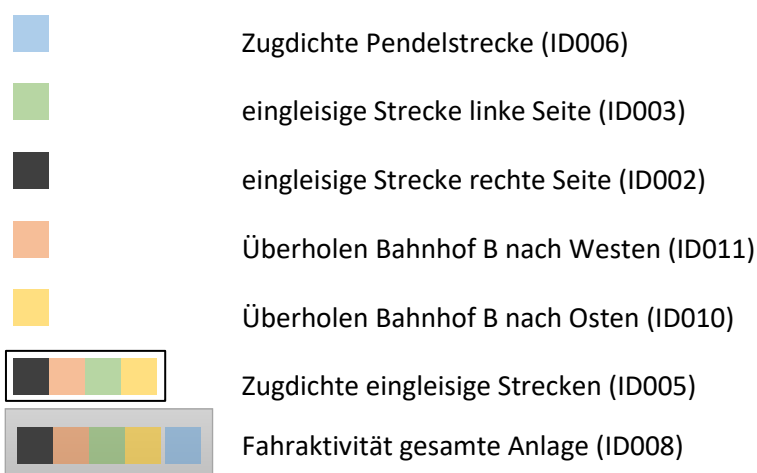 Zugdichte Pendelstrecke (ID006)
eingleisige Strecke linke Seite (ID003)
eingleisige Strecke rechte Seite (ID002)
Überholen Bahnhof B nach Westen (ID011)
Überholen Bahnhof B nach Osten (ID010)
Zugdichte eingleisige Strecken (ID005)
Fahraktivität gesamte Anlage (ID008)